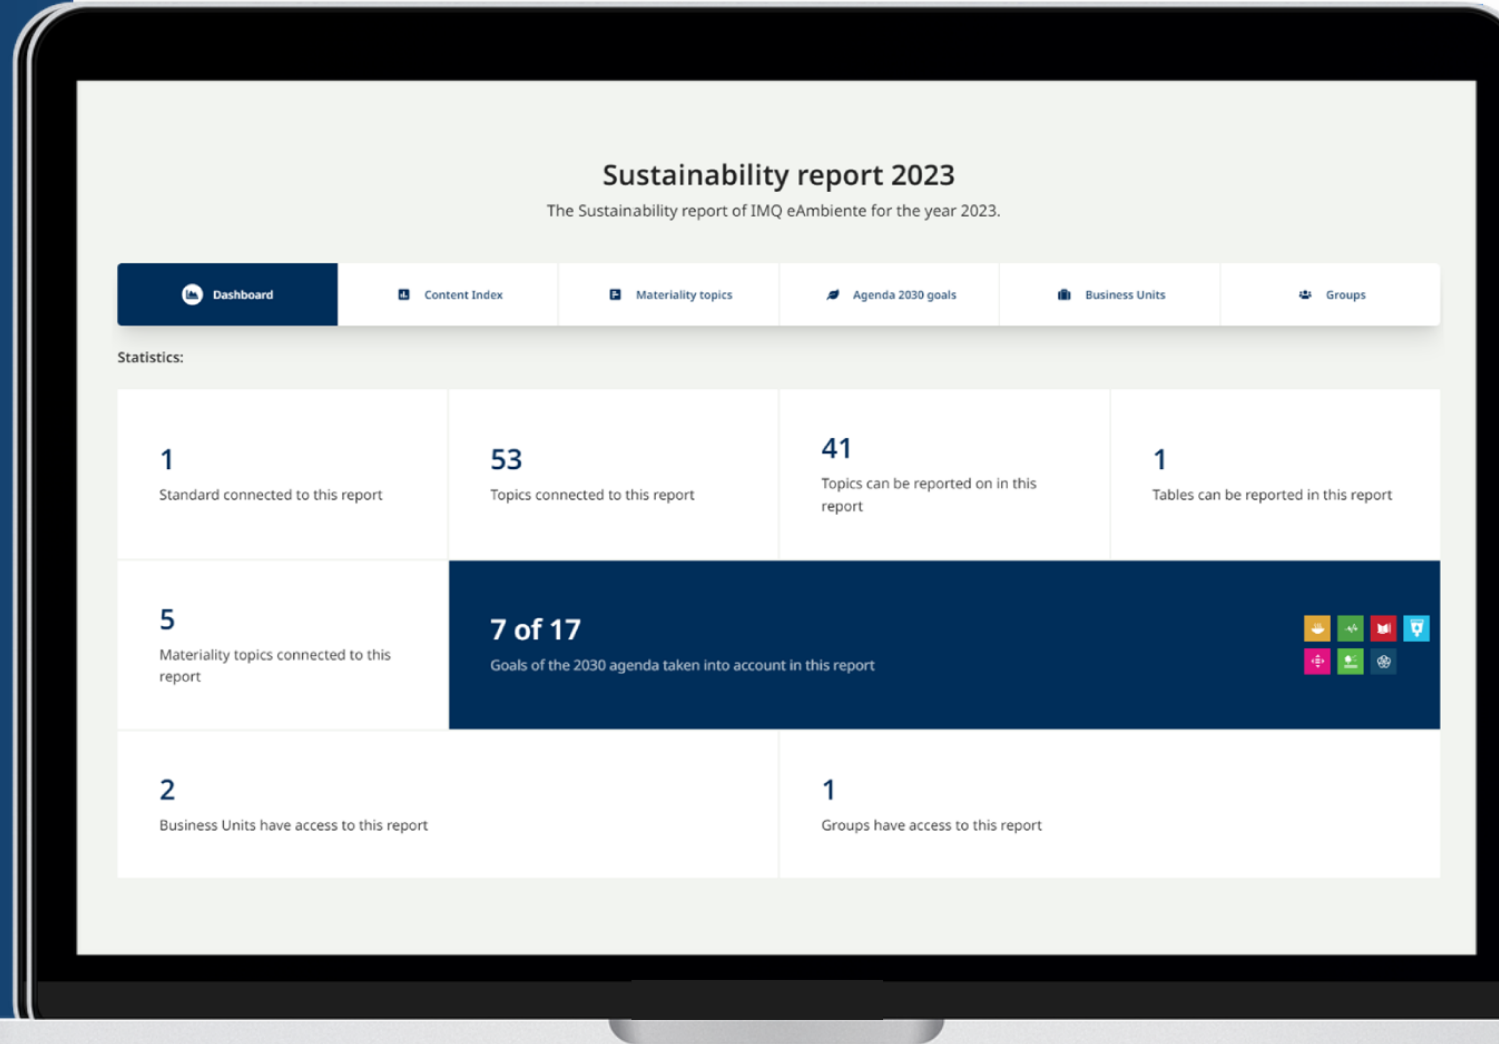 Sustainability report 2023
The Sustainability report of IMQ eAmbiente for the year 2023.
Dashboard
Content Index
Materiality topics
Agenda 2030 goals
Business Units
Groups
Statistics:
1
Standard connected to this report
53
Topics connected to this report
41
Topics can be reported on in this
report
1
Tables can be reported in this report
5
Materiality topics connected to this
report
7 of 17
Goals of the 2030 agenda taken into account in this report
2
Business Units have access to this report
1
Groups have access to this report